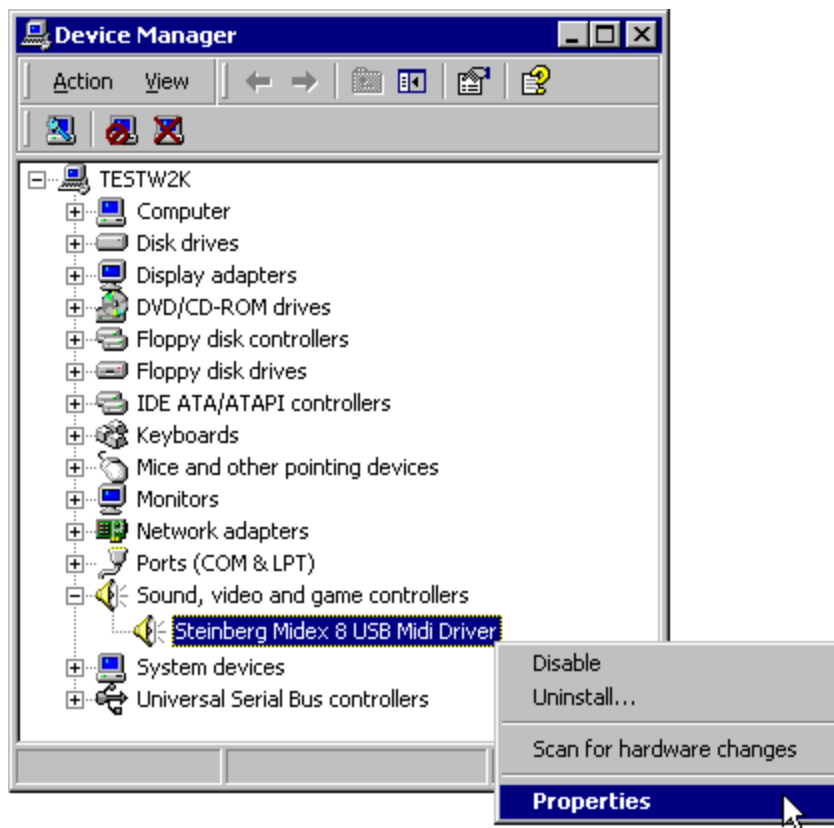 Device Manager
Action View
TESTW2K
Computer
Disk drives
Display adapters
DVD/CD-ROM drives
Floppy disk controllers
Floppy disk drives
IDE ATA/ATAPI controllers
Keyboards
Mice and other pointing devices
Monitors
Network adapters
Ports (COM & LPT)
Sound, video and game controllers
Steinberg Midex 8 USB Midi Driver
System devices
Universal Serial Bus controllers
Disable
Uninstall...
Scan for hardware changes
Properties